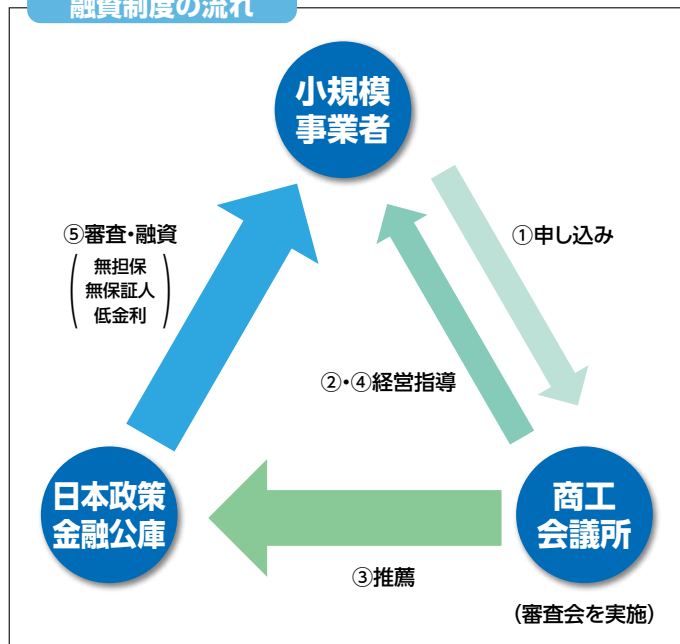 融資制度の流れ
小規模
事業者
⑤審査・融資
無担保
無保証人
低金利
①申し込み
②・④経営指導
日本政策
金融公庫
商工
会議所
③推薦
(審査会を実施)